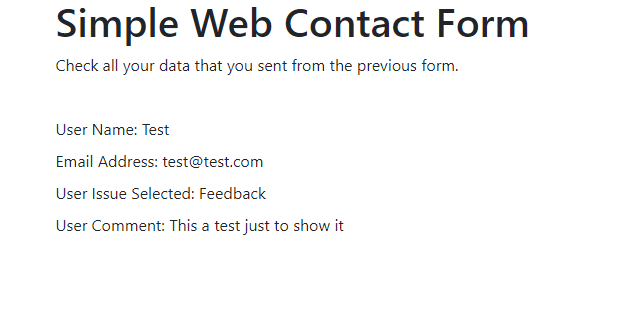 Simple Web Contact Form
Check all your data that you sent from the previous form.
User Name: Test
Email Address: test@test.com
User Issue Selected: Feedback
User Comment: This a test just to show it